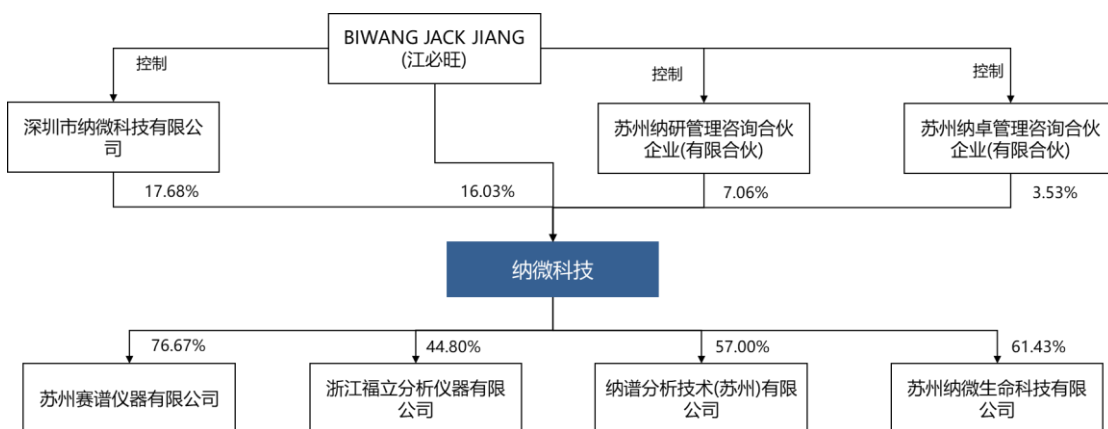 BIWANG JACK JIANG
(江必旺)
控制
控制
控制
深圳市纳微科技有限公
司
苏州纳研管理咨询合伙
企业(有限合伙)
苏州纳卓管理咨询合伙
企业(有限合伙)
17.68%
16.03%
7.06%
3.53%
纳微科技
76.67%
44.80%
57.00%
61.43%
苏州赛谱仪器有限公司
浙江福立分析仪器有限
公司
纳谱分析技术(苏州)有限
公司
苏州纳微生命科技有限
公司